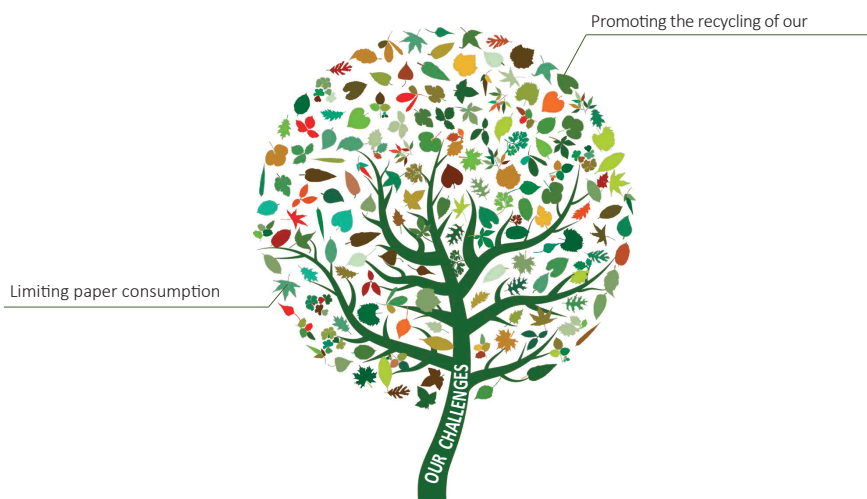 Promoting the recycling of our
Limiting paper consumption
OUR CHALLENGES